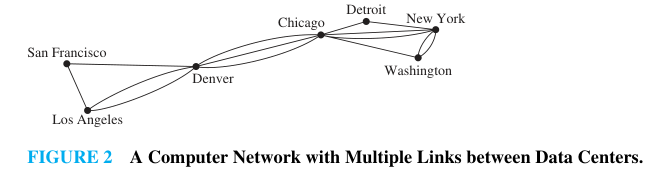 Detroit
Chicago
New York
San Francisco
Washington
Denver
Los Angeles
FIGURE 2 A Computer Network with Multiple Links between Data Centers.